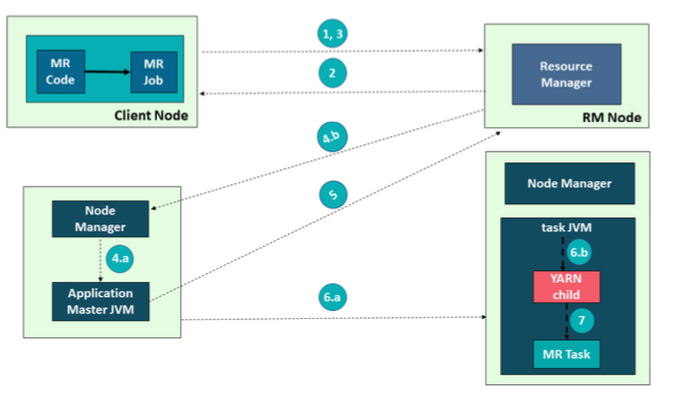 MR
Code
MR
Job
Client Node
1, 3
2
Resource
Manager
RM Node
4.b
5
Node
Manager
4.a
Application
Master JVM
6.a
Node Manager
task JVM
6.b
YARN
child
7
MR Task